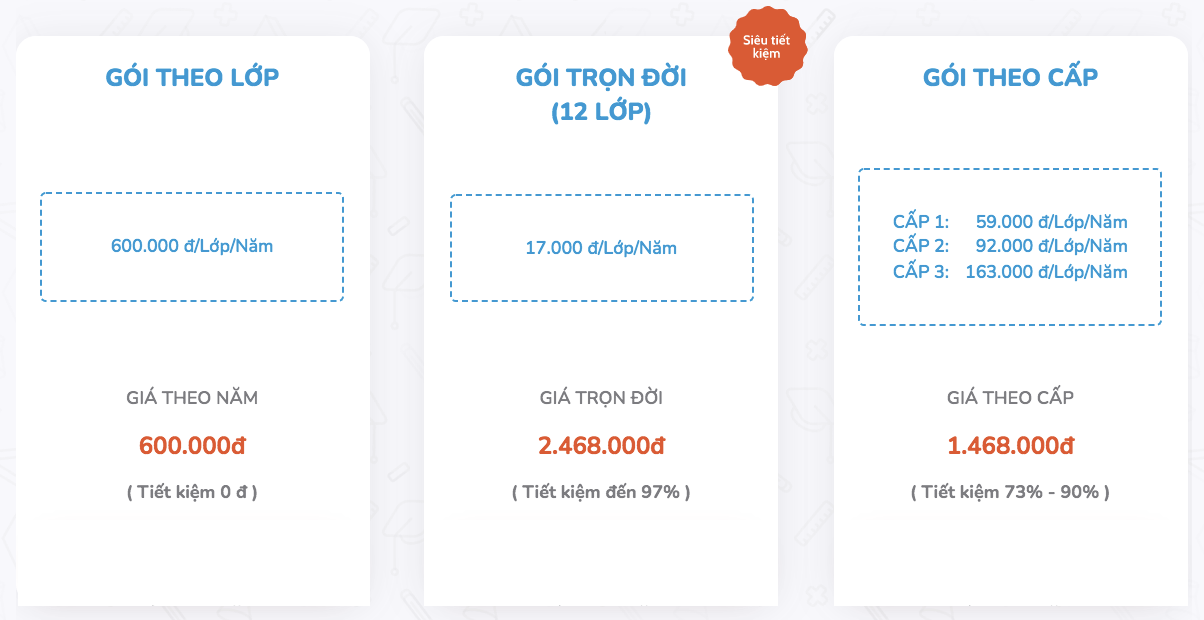 GÓI THEO LỚP
600.000 đ/Lớp/Năm
GIÁ THEO NĂM
600.000đ
( Tiết kiệm 0 đ )
Siêu tiết
kiệm
GÓI TRỌN ĐỜI
(12 LỚP)
17.000 đ/Lớp/Năm
GIÁ TRỌN ĐỜI
2.468.000đ
( Tiết kiệm đến 97% )
GÓI THEO CẤP
CẤP 1: 59.000 đ/Lớp/Năm
CẤP 2: 92.000 đ/Lớp/Năm
CẤP 3: 163.000 đ/Lớp/Năm
GIÁ THEO CẤP
1.468.000đ
( Tiết kiệm 73% - 90% )